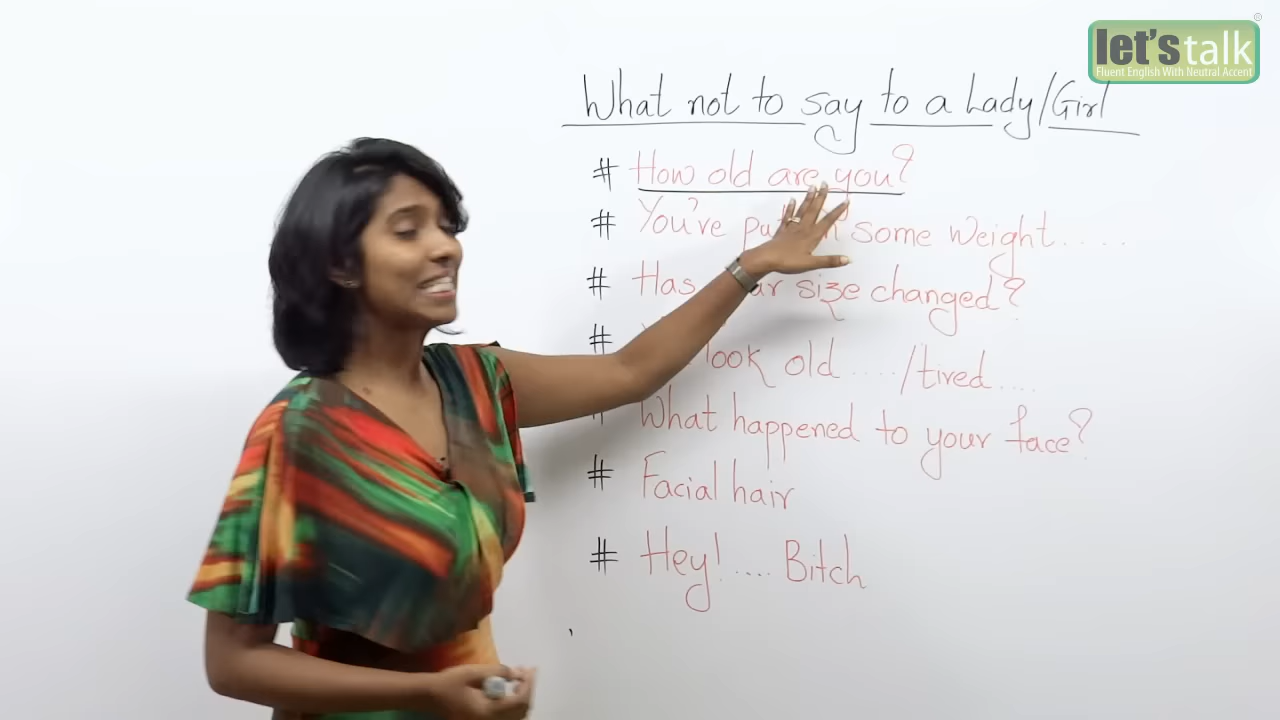 let's talk
Fluent English With Neutral Accent
What not to say to a Lady/Girl
# How old are you?
# You've some Weight.....
# Has size changed?
# look old ..../tired....
What happened to your face?
# Facial hair
# Hey!.... Bitch